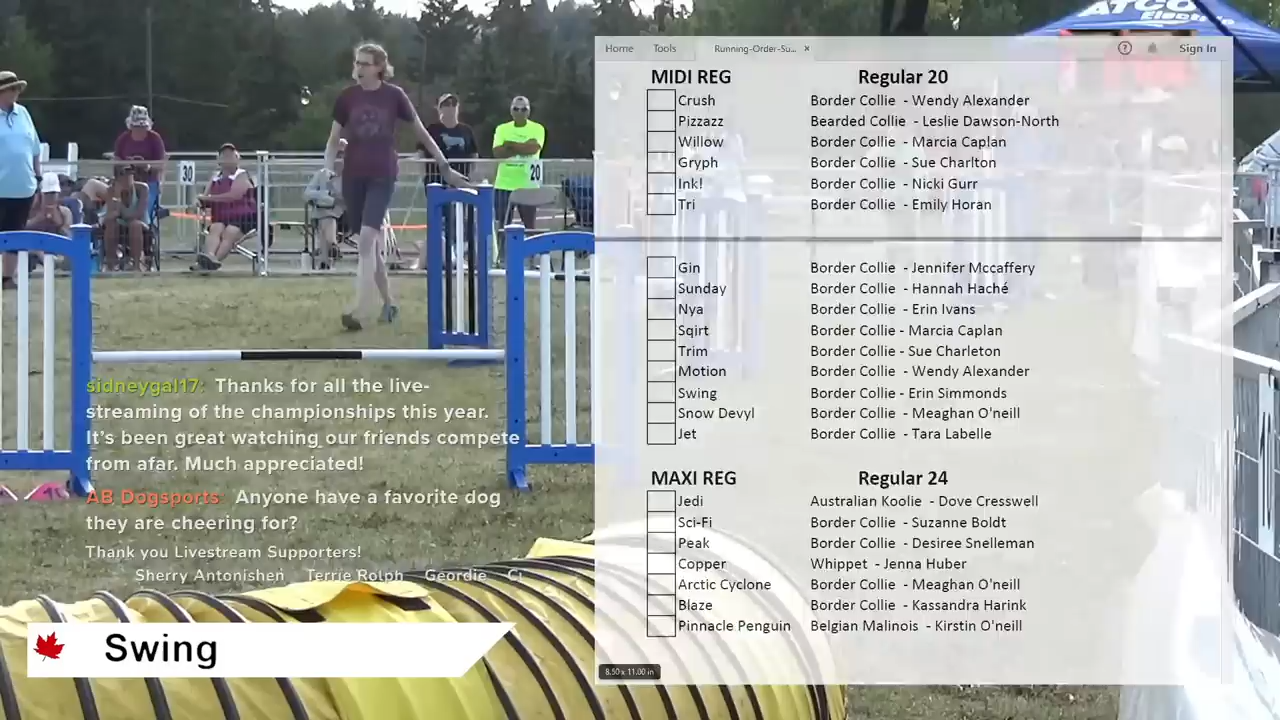 ATCO
Electric
Home Tools Running-Order-Su... × ? Sign In
MIDI REG Regular 20
Crush Border Collie - Wendy Alexander
Pizzazz Bearded Collie - Leslie Dawson-North
Willow Border Collie - Marcia Caplan
Gryph Border Collie - Sue Charlton
Ink! Border Collie - Nicki Gurr
Tri Border Collie - Emily Horan
Gin Border Collie - Jennifer Mccaffery
Sunday Border Collie - Hannah Haché
Nya Border Collie - Erin Ivans
Sqirt Border Collie - Marcia Caplan
Trim Border Collie - Sue Charleton
Motion Border Collie - Wendy Alexander
Swing Border Collie - Erin Simmonds
Snow Devyl Border Collie - Meaghan O'neill
Jet Border Collie - Tara Labelle
MAXI REG Regular 24
Jedi Australian Koolie - Dove Cresswell
Sci-Fi Border Collie - Suzanne Boldt
Peak Border Collie - Desiree Snelleman
Copper Whippet - Jenna Huber
Arctic Cyclone Border Collie - Meaghan O'neill
Blaze Border Collie - Kassandra Harink
Pinnacle Penguin Belgian Malinois - Kirstin O'neill
8.50 x 11.00 in
30
20
sidneygal17: Thanks for all the live-
streaming of the championships this year.
It's been great watching our friends compete
from afar. Much appreciated!
AB Dogsports: Anyone have a favorite dog
they are cheering for?
Thank you Livestream Supporters!
Sherry Antonishen Terrie Rolph Geordie
Swing